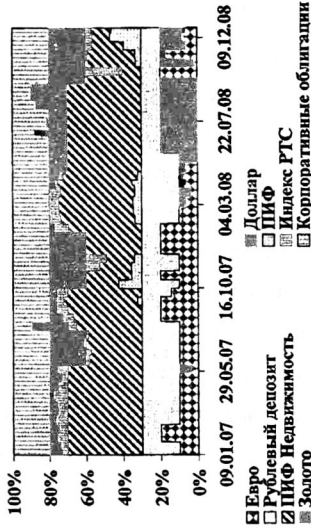 100%
80%
60%
40%
20%
0%
09.01.07 29.05.07 16.10.07 04.03.08 22.07.08 09.12.08
Евро
Доллар
Рублевый депозит
ПИФ
ПИФ Недвижимость
Индекс РТС
Золото
Корпоративные облигации